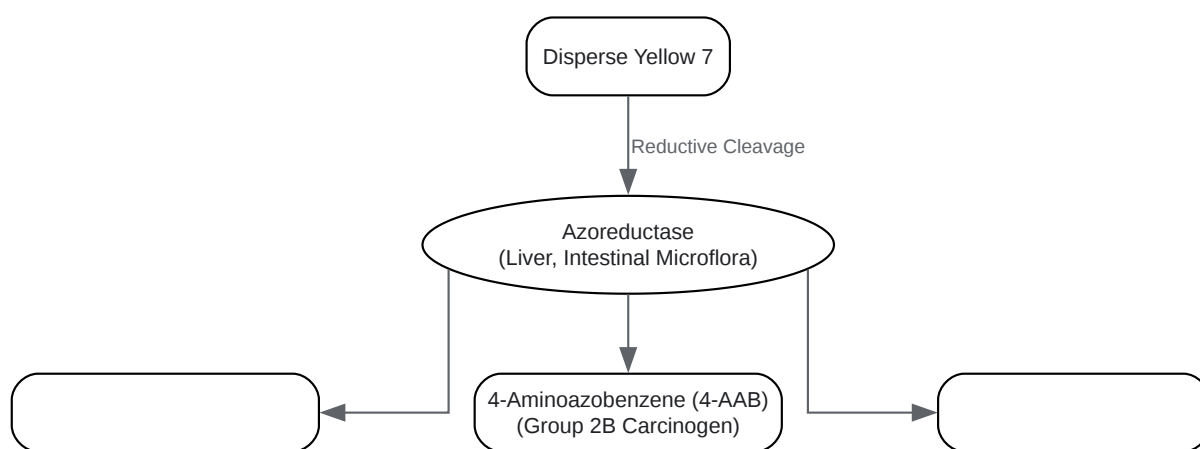 Disperse Yellow 7
Reductive Cleavage
Azoreductase
(Liver, Intestinal Microflora)
4-Aminoazobenzene (4-AAB)
(Group 2B Carcinogen)